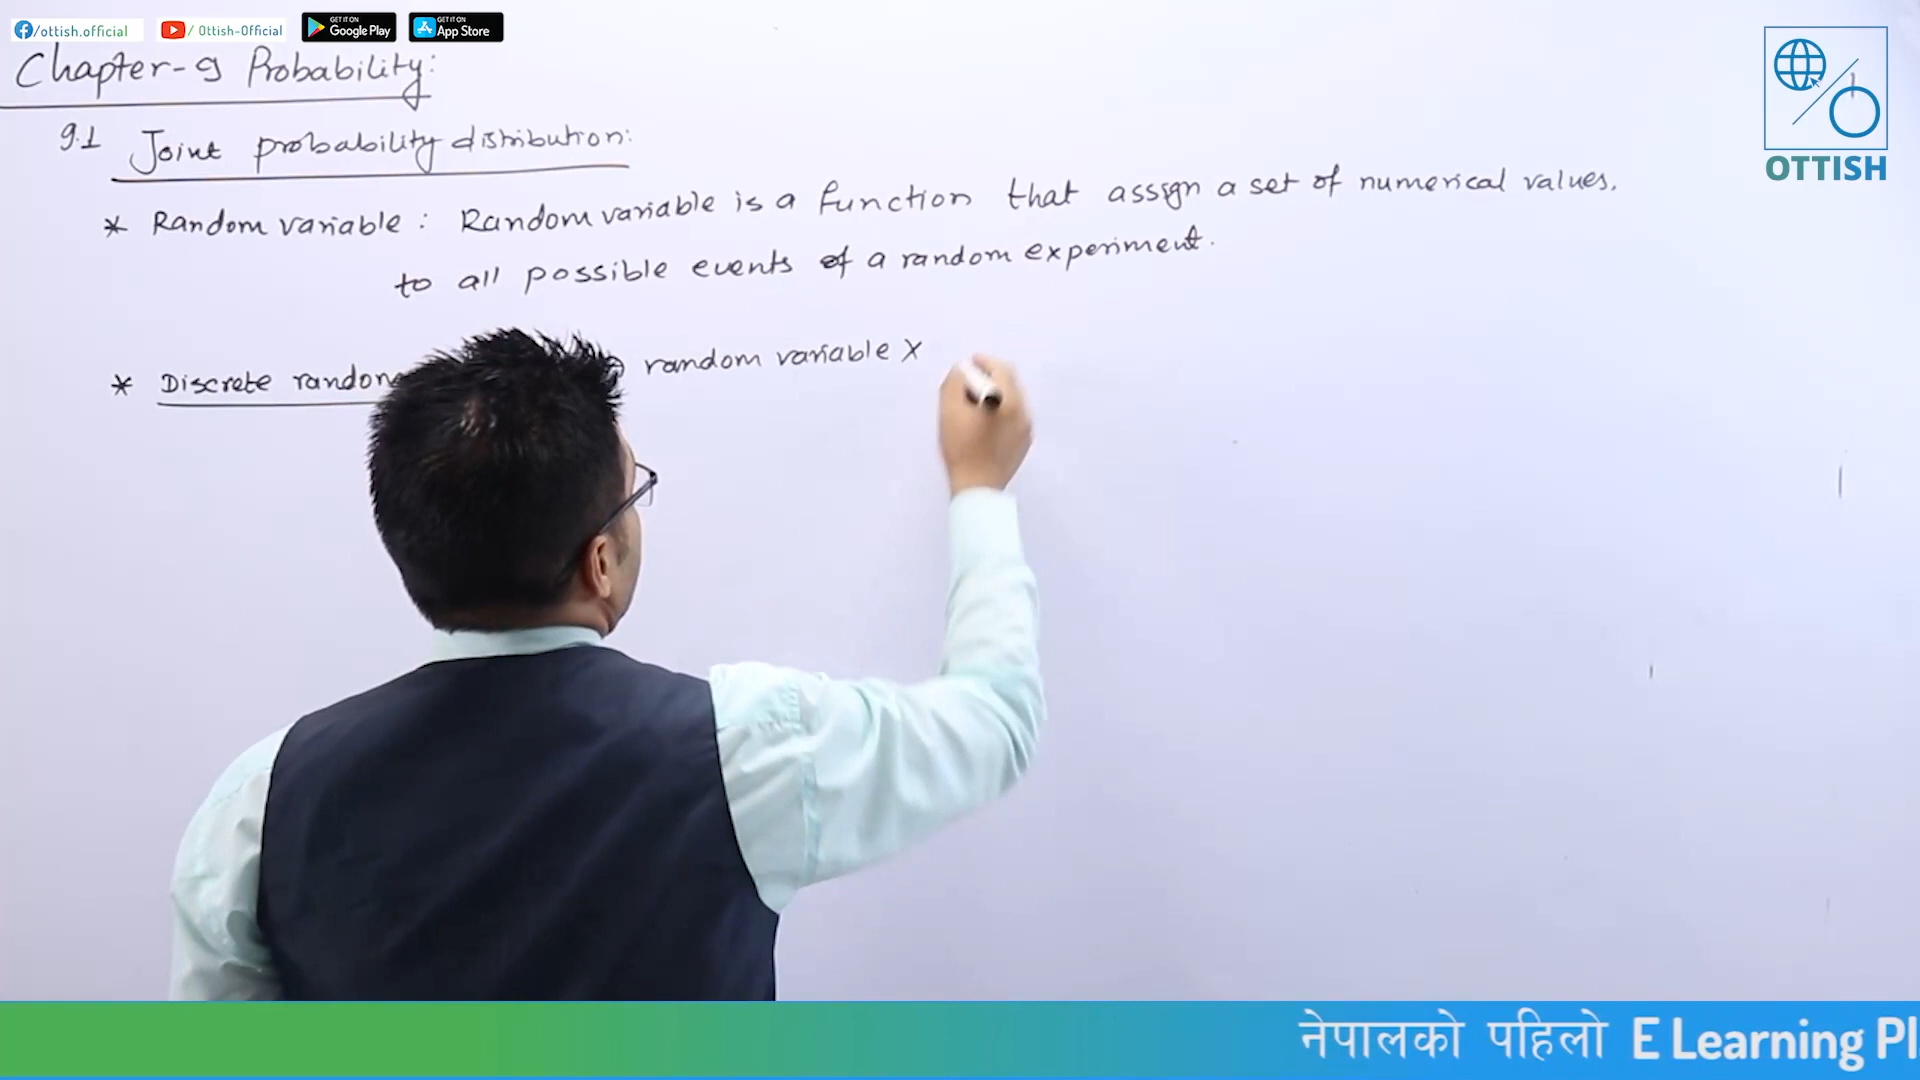 /ottish.official
/ Ottish-Official
GET IT ON
Google Play
GET IT ON
App Store
OTTISH
Chapter-9 Probability:
9.1 Joint probability distribution:
* Random variable : Random variable is a function that assign a set of numerical values,
to all possible events of a random experiment.
* Discrete random random variable X
नेपालको पहिलो E Learning Pl